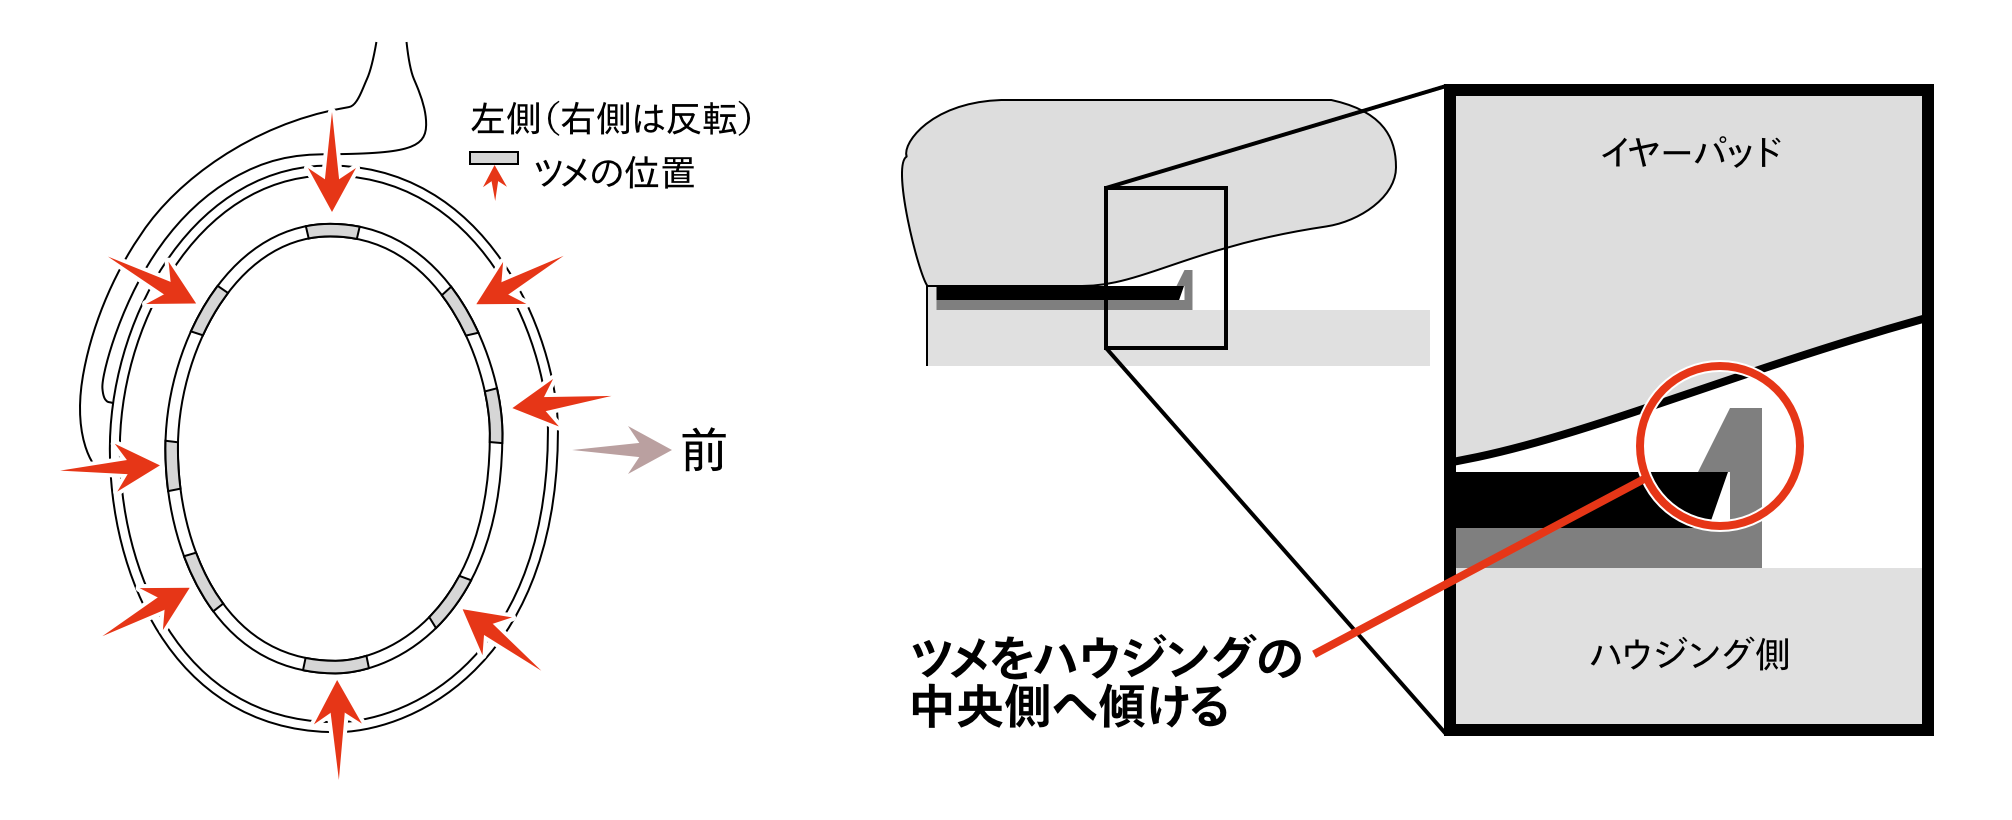 左側（右側は反転）
ツメの位置
前
イヤーパッド
ツメをハウジングの
中央側へ傾ける
ハウジング側